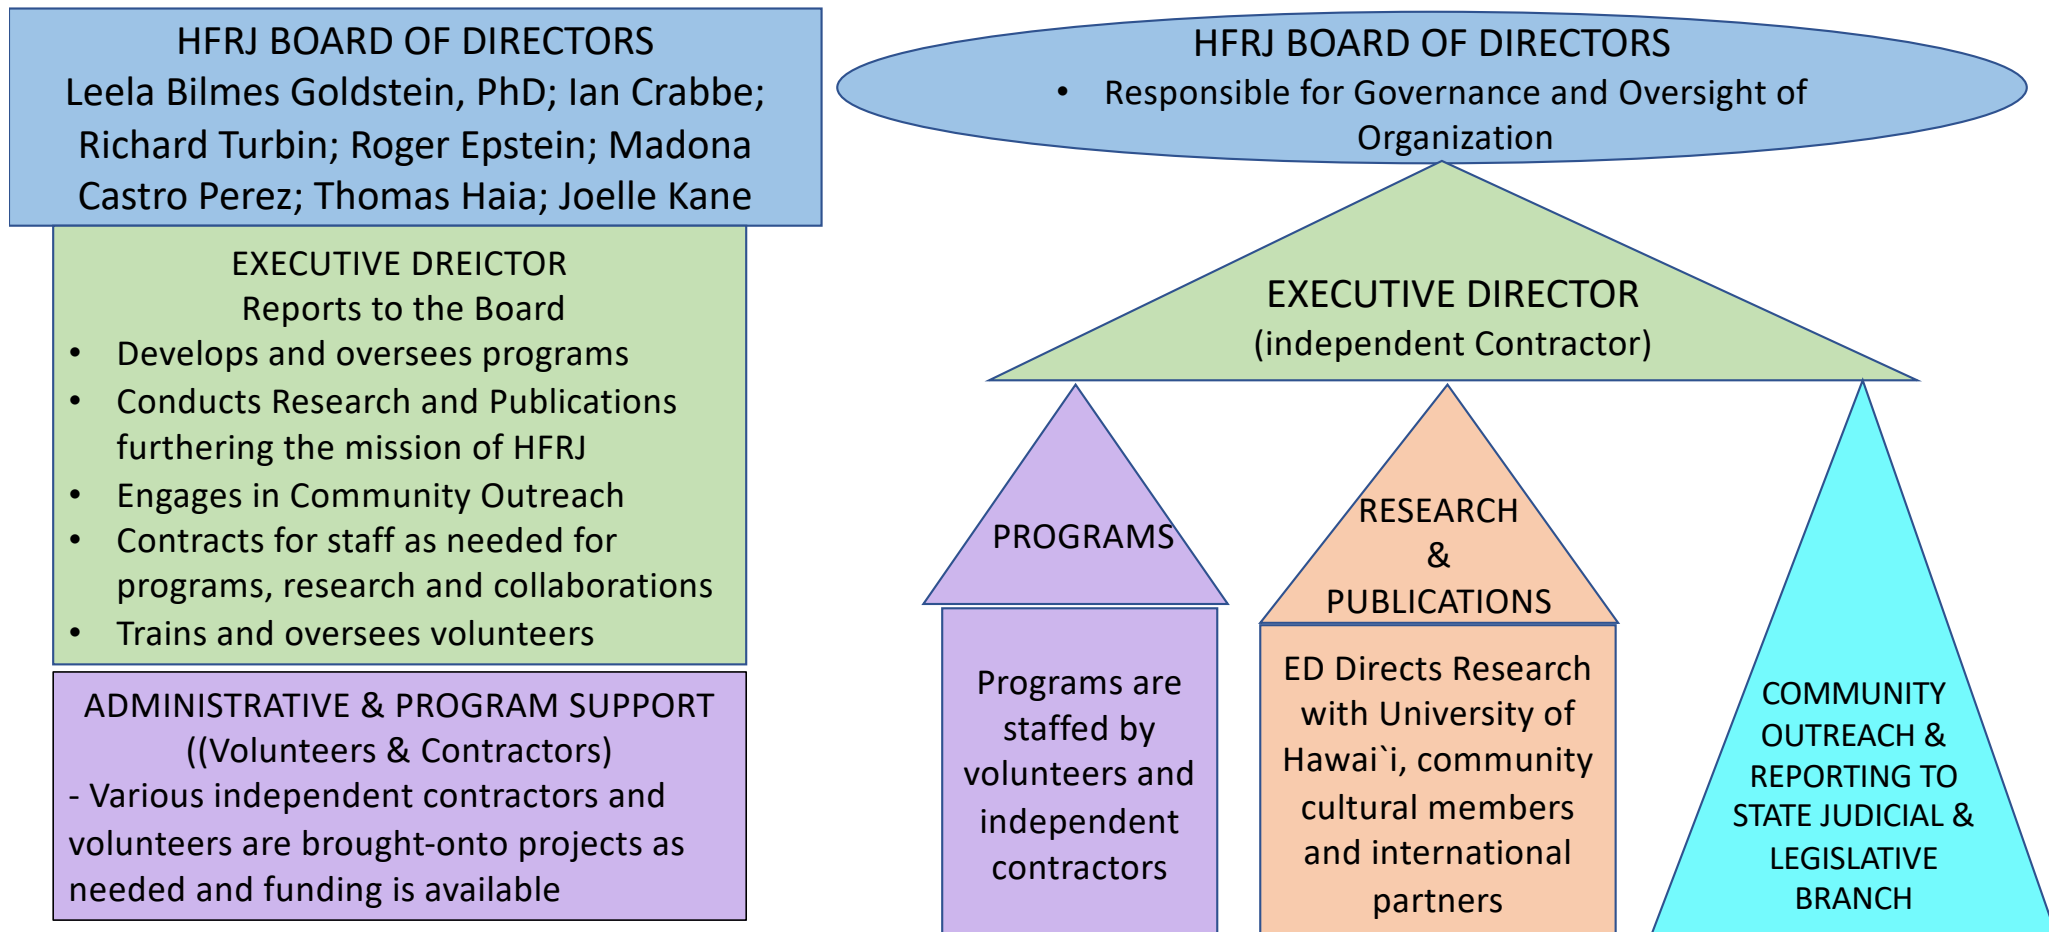 HFRJ BOARD OF DIRECTORS
Leela Bilmes Goldstein, PhD; Ian Crabbe;
Richard Turbin; Roger Epstein; Madona
Castro Perez; Thomas Haia; Joelle Kane
EXECUTIVE DREICTOR
Reports to the Board
• Develops and oversees programs
• Conducts Research and Publications
furthering the mission of HFRJ
• Engages in Community Outreach
• Contracts for staff as needed for
programs, research and collaborations
• Trains and oversees volunteers
ADMINISTRATIVE & PROGRAM SUPPORT
((Volunteers & Contractors)
- Various independent contractors and
volunteers are brought-onto projects as
needed and funding is available
HFRJ BOARD OF DIRECTORS
• Responsible for Governance and Oversight of
Organization
EXECUTIVE DIRECTOR
(independent Contractor)
PROGRAMS
Programs are
staffed by
volunteers and
independent
contractors
RESEARCH
&
PUBLICATIONS
ED Directs Research
with University of
Hawai`i, community
cultural members
and international
partners
COMMUNITY
OUTREACH &
REPORTING TO
STATE JUDICIAL &
LEGISLATIVE
BRANCH